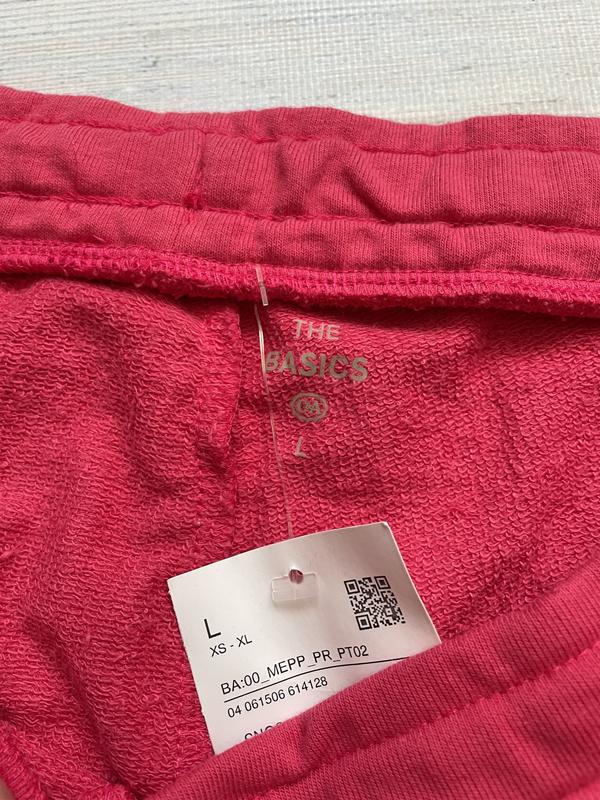 THE
BASICS
C&A
L
L
XS - XL
BA:00_MEPP_PR_PT02
04 061506 614128